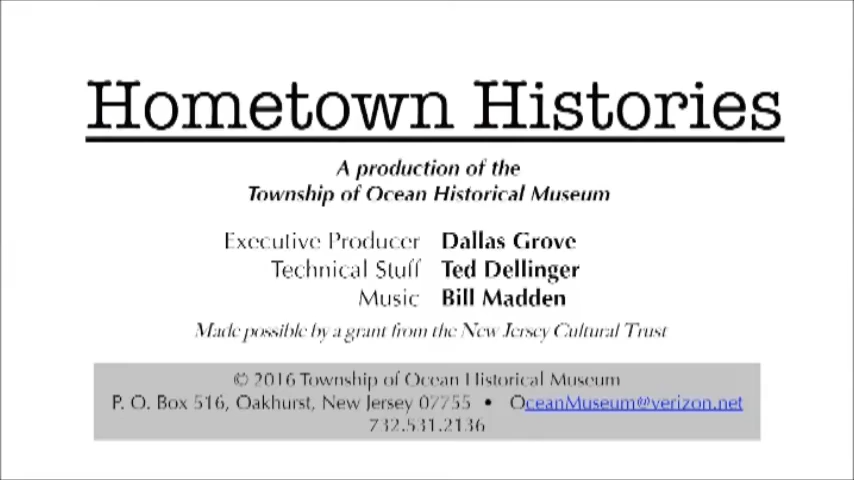 Hometown Histories
A production of the
Township of Ocean Historical Museum
Executive Producer Dallas Grove
Technical Stuff Ted Dellinger
Music Bill Madden
Made possible by a grant from the New Jersey Cultural Trust
© 2016 Township of Ocean Historical Museum
P. O. Box 516, Oakhurst, New Jersey 07755 • OceanMuseum@verizon.net
732.531.2136